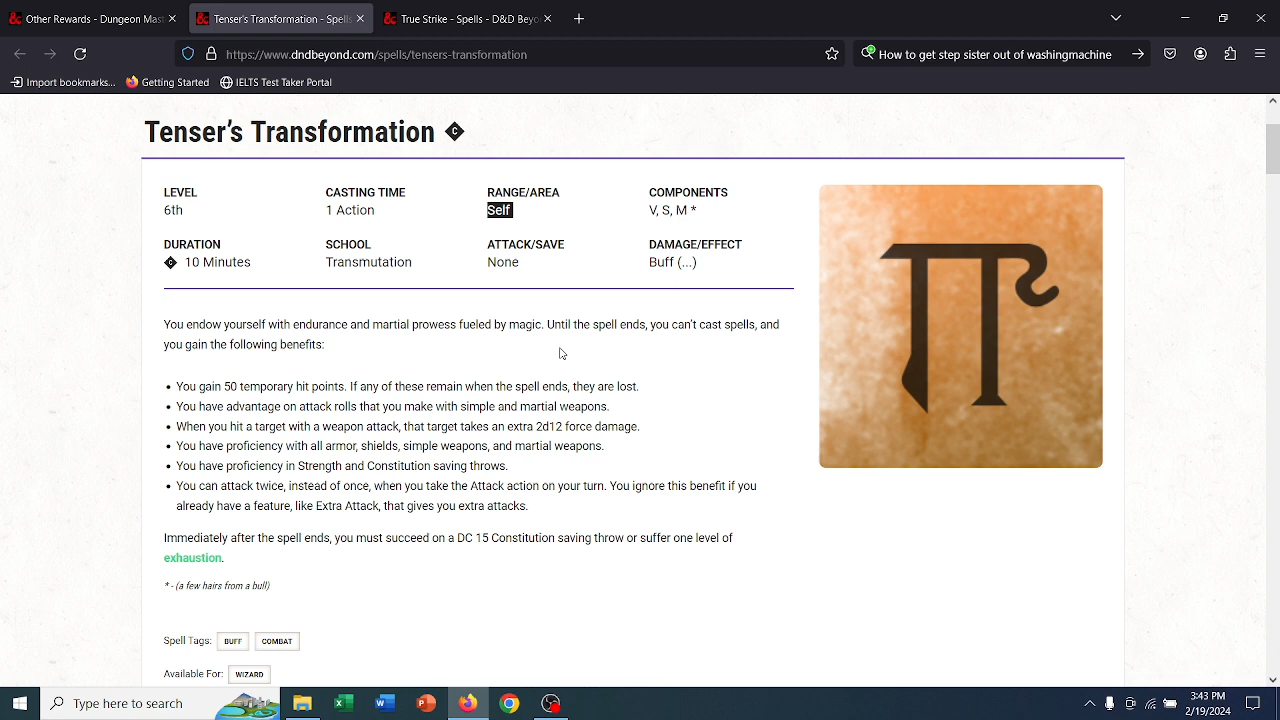 Other Rewards - Dungeon Mast
Tenser's Transformation - Spells
True Strike - Spells - D&D Beyo
https://www.dndbeyond.com/spells/tensers-transformation
How to get step sister out of washingmachine
Import bookmarks...
Getting Started
IELTS Test Taker Portal
Tenser's Transformation C
LEVEL CASTING TIME RANGE/AREA COMPONENTS
6th 1 Action Self V, S, M *
DURATION SCHOOL ATTACK/SAVE DAMAGE/EFFECT
C 10 Minutes Transmutation None Buff (...)
You endow yourself with endurance and martial prowess fueled by magic. Until the spell ends, you can't cast spells, and
you gain the following benefits:
• You gain 50 temporary hit points. If any of these remain when the spell ends, they are lost.
• You have advantage on attack rolls that you make with simple and martial weapons.
• When you hit a target with a weapon attack, that target takes an extra 2d12 force damage.
• You have proficiency with all armor, shields, simple weapons, and martial weapons.
• You have proficiency in Strength and Constitution saving throws.
• You can attack twice, instead of once, when you take the Attack action on your turn. You ignore this benefit if you
already have a feature, like Extra Attack, that gives you extra attacks.
Immediately after the spell ends, you must succeed on a DC 15 Constitution saving throw or suffer one level of
exhaustion.
* - (a few hairs from a bull)
Spell Tags: BUFF COMBAT
Available For: WIZARD
Type here to search
3:43 PM
2/19/2024